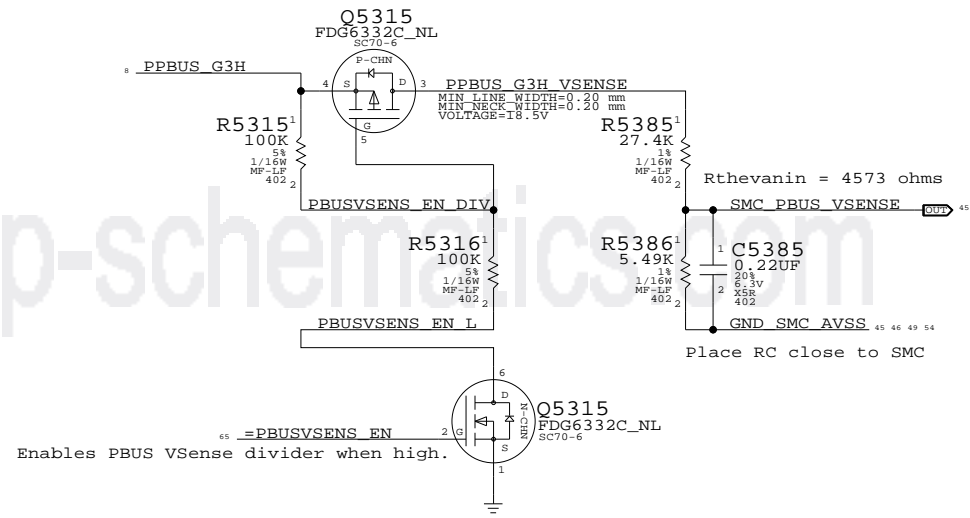 Q5315
FDG6332C_NL
SC70-6
P-CHN
8 PPBUS_G3H
4 S D 3
G
5
PPBUS_G3H_VSENSE
MIN_LINE_WIDTH=0.20 mm
MIN_NECK_WIDTH=0.20 mm
VOLTAGE=18.5V
R5315 1
100K
5%
1/16W
MF-LF
402 2
R5385 1
27.4K
1%
1/16W
MF-LF
402 2
Rthevanin = 4573 ohms
PBUSVSENS_EN_DIV
SMC_PBUS_VSENSE OUT 45
p-schematics.com
R5316 1
100K
5%
1/16W
MF-LF
402 2
R5386 1
5.49K
1%
1/16W
MF-LF
402 2
1 C5385
0.22UF
20%
6.3V
2 X5R
402
PBUSVSENS_EN_L
GND_SMC_AVSS 45 46 49 54
Place RC close to SMC
6
D
N-CHN
Q5315
FDG6332C_NL
SC70-6
65 =PBUSVSENS_EN 2 G
S
1
Enables PBUS VSense divider when high.